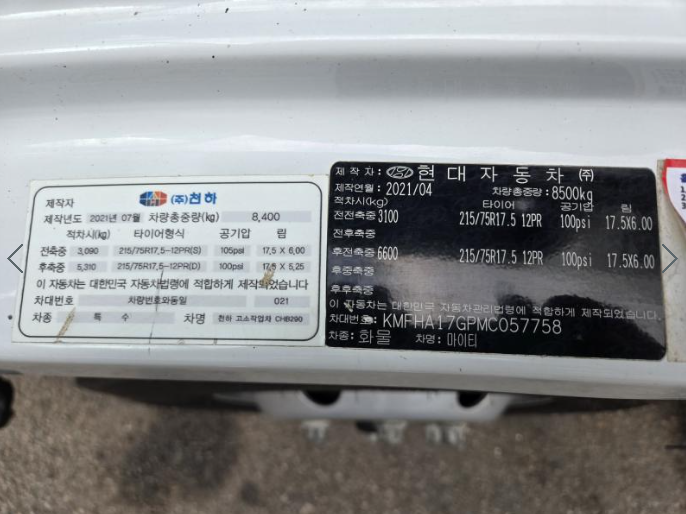 제작자 (주)천하
제작년도 2021년 07월 차량총중량(kg) 8,400
적차시(kg) 타이어형식 공기압 림
전축중 3,090 215/75R17.5-12PR(S) 105psi 17.5 X 6.00
후축중 5,310 215/75R17.5-12PR(D) 100psi 17.5 X 5.25
이 자동차는 대한민국 자동차법령에 적합하게 제작되었습니다
차대번호 차량번호와동일 021
차종 특 수 차명 천하 고소작업차 CHB290
제 작 자: 현대자동차 ㈜
제작연월: 2021/04 차량총중량: 8500kg
적차시(kg) 타이어 공기압 림
전전축중 3100 215/75R17.5 12PR 100psi 17.5X6.00
전후축중
후전축중 6600 215/75R17.5 12PR 100psi 17.5X6.00
후중축중
후후축중
이 자동차는 대한민국 자동차관리법령에 적합하게 제작되었습니다
차대번호: KMFHA17GPMC057758
차종: 화물 차명: 마이티